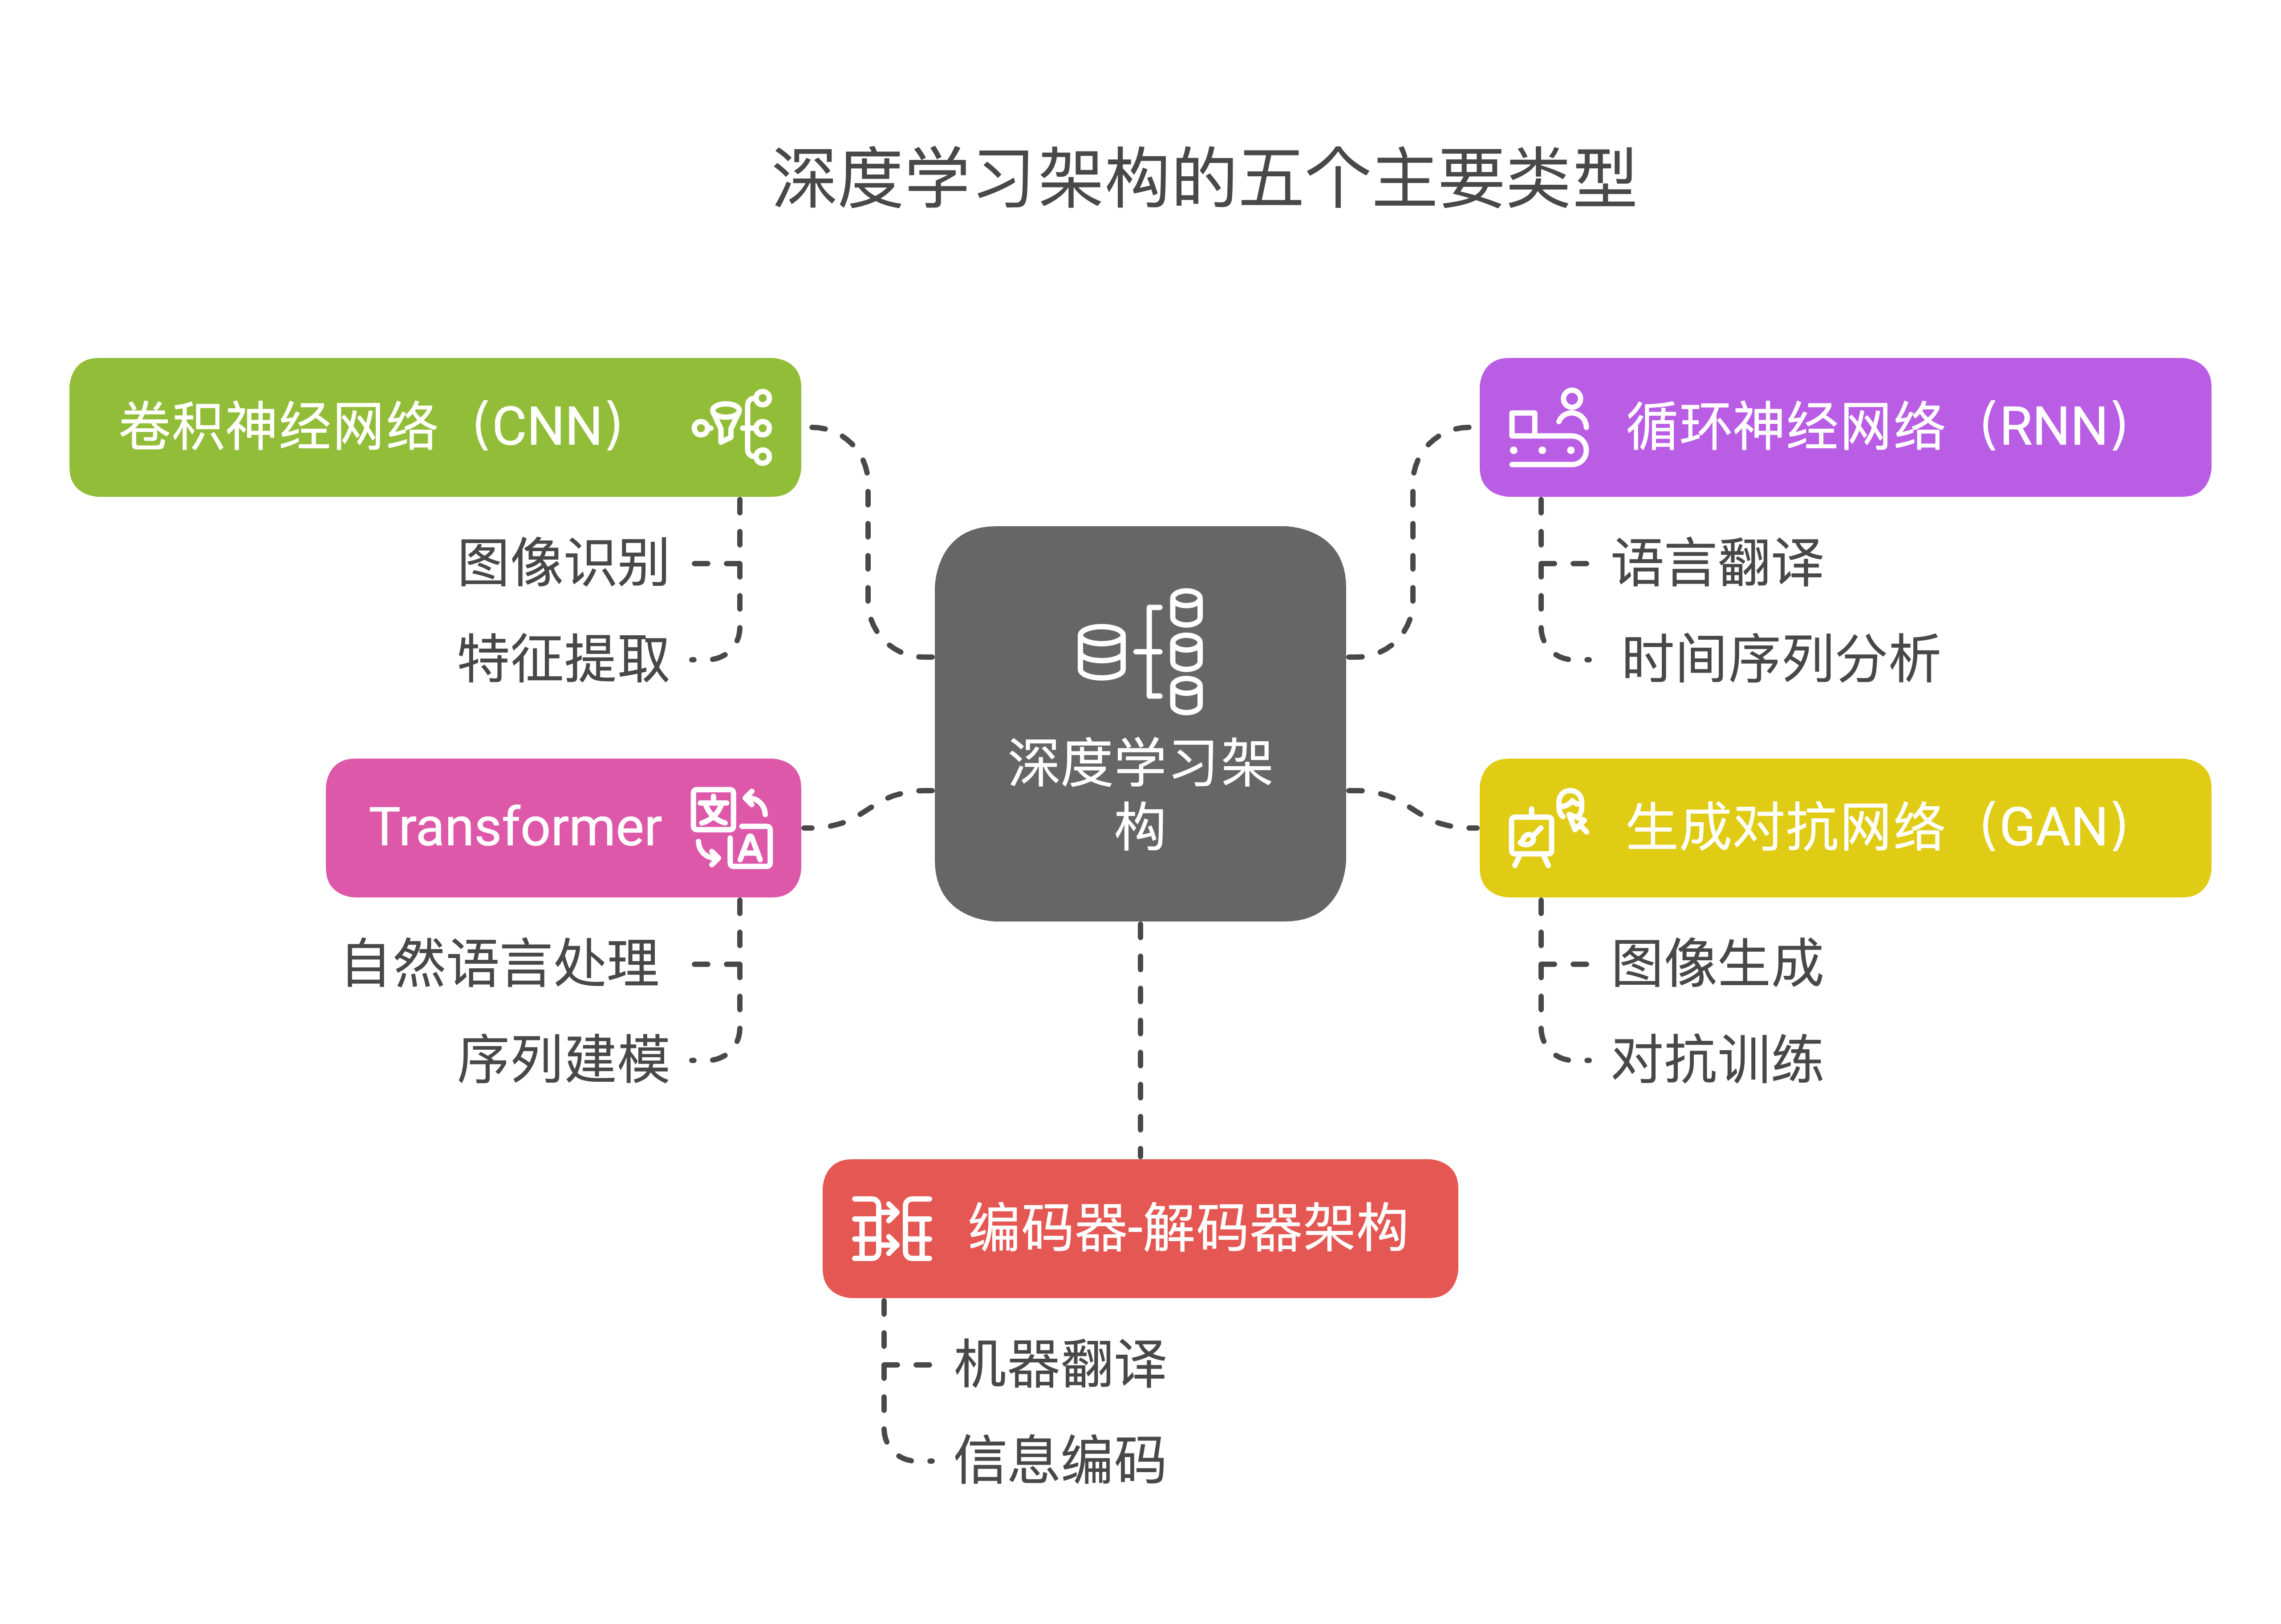 深度学习架构的五个主要类型
卷积神经网络（CNN）
图像识别
特征提取
循环神经网络（RNN）
语言翻译
时间序列分析
深度学习架
构
Transformer
文
A
自然语言处理
序列建模
生成对抗网络（GAN）
图像生成
对抗训练
编码器-解码器架构
机器翻译
信息编码